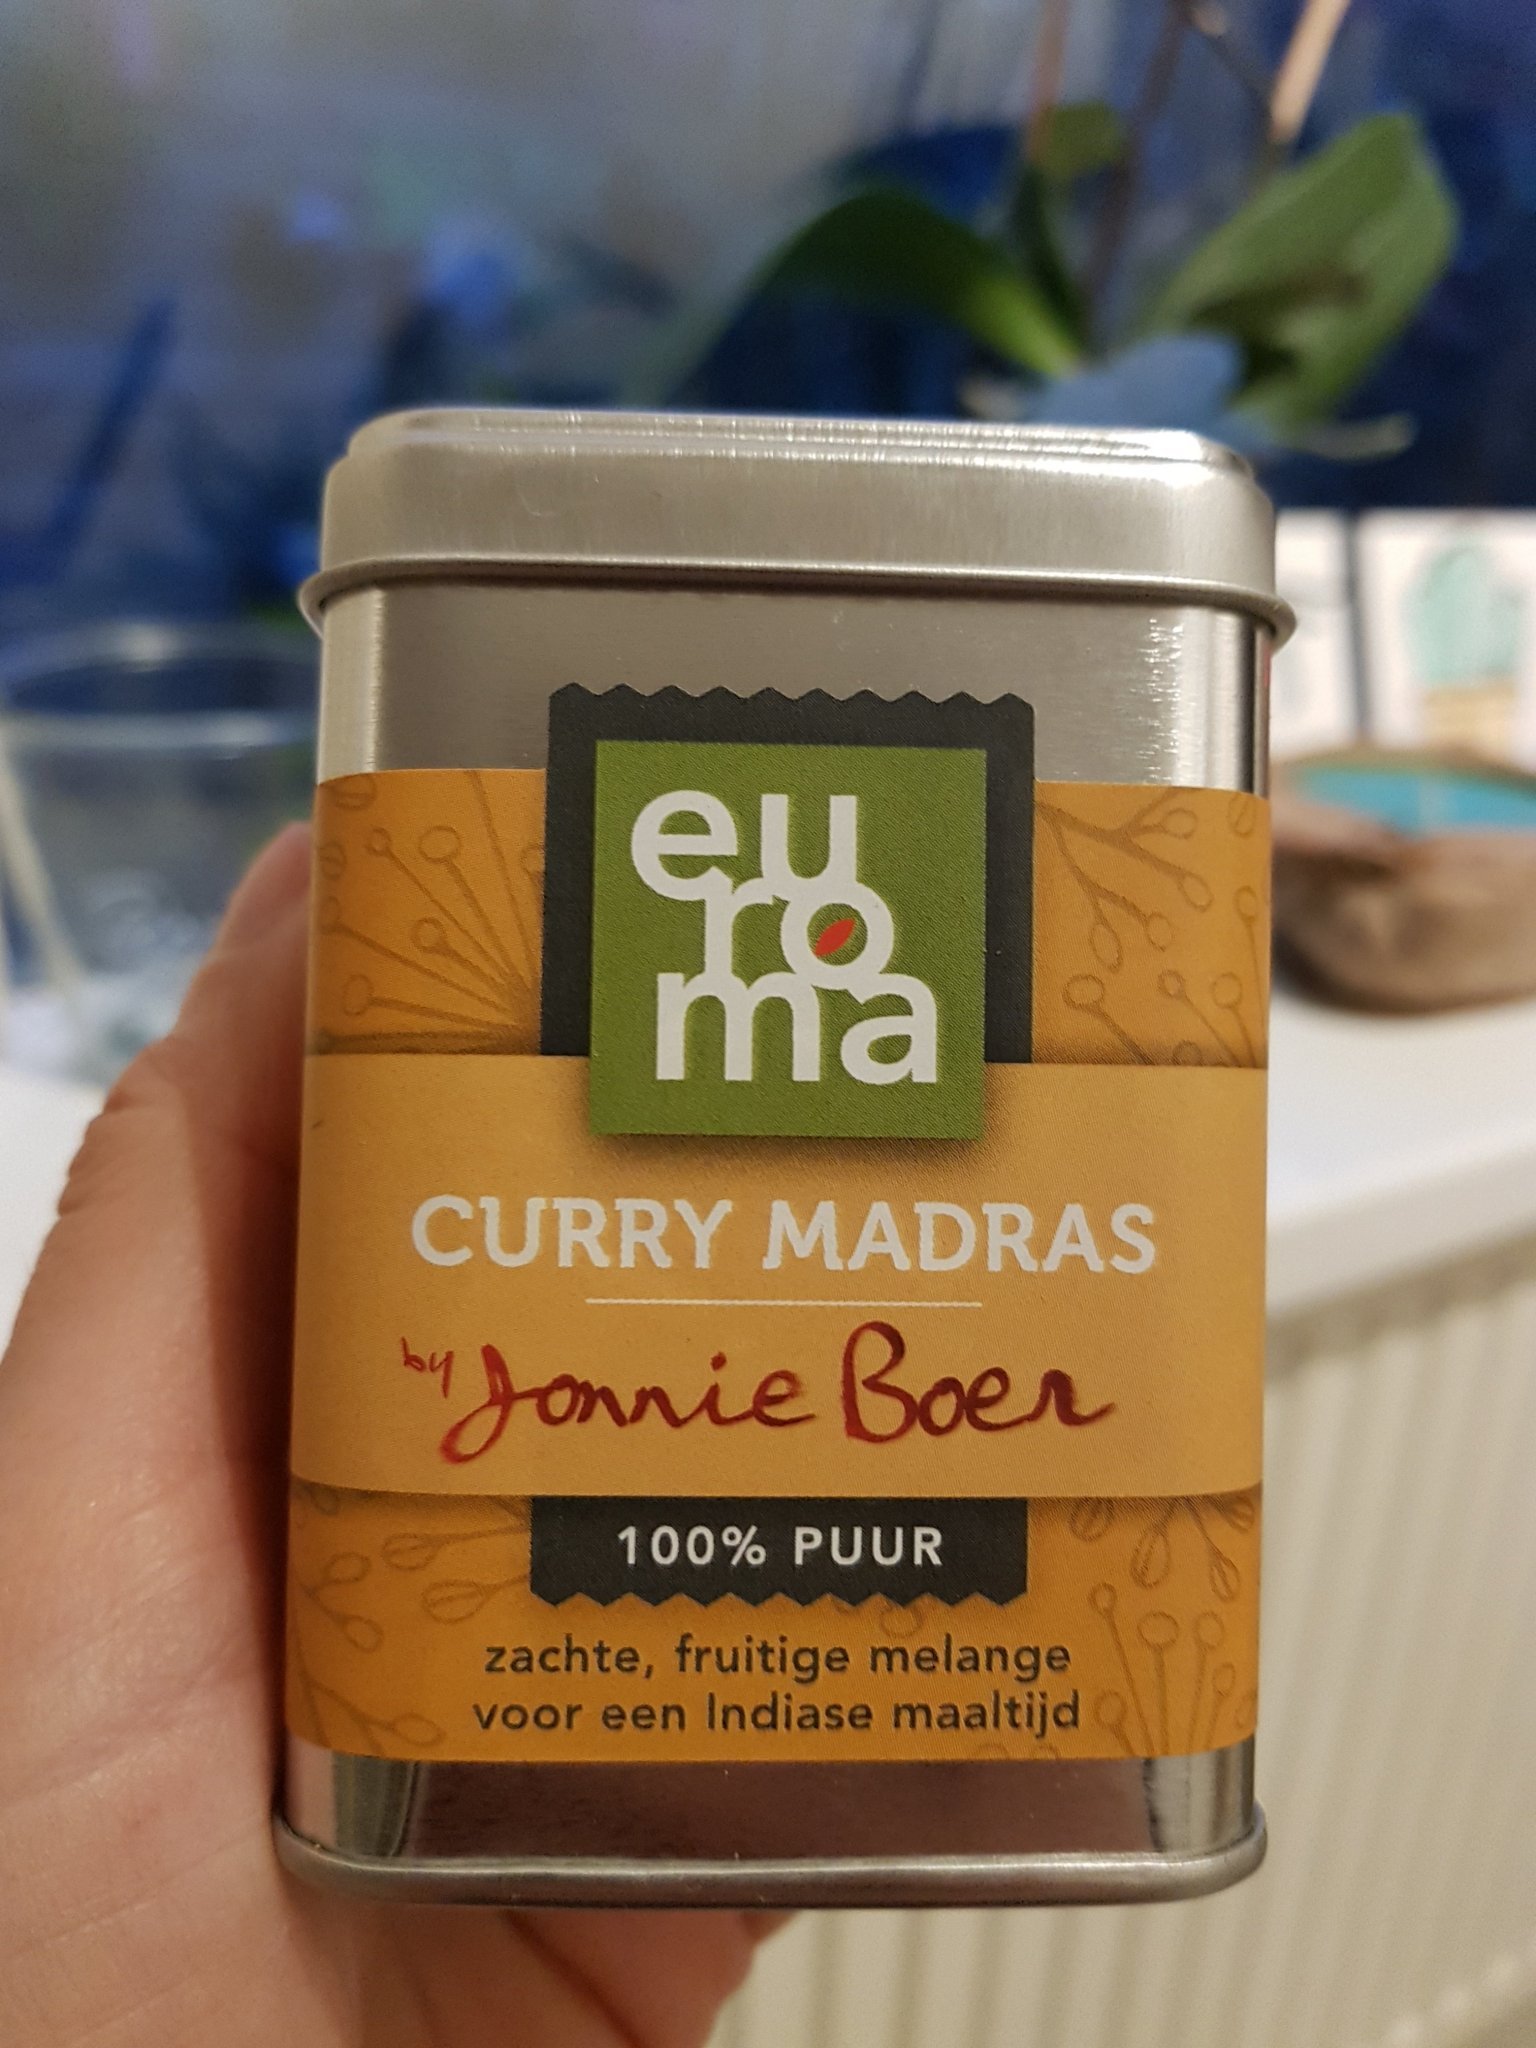 eu
ro
ma
CURRY MADRAS
by Jonnie Boer
100% PUUR
zachte, fruitige melange
voor een Indiase maaltijd